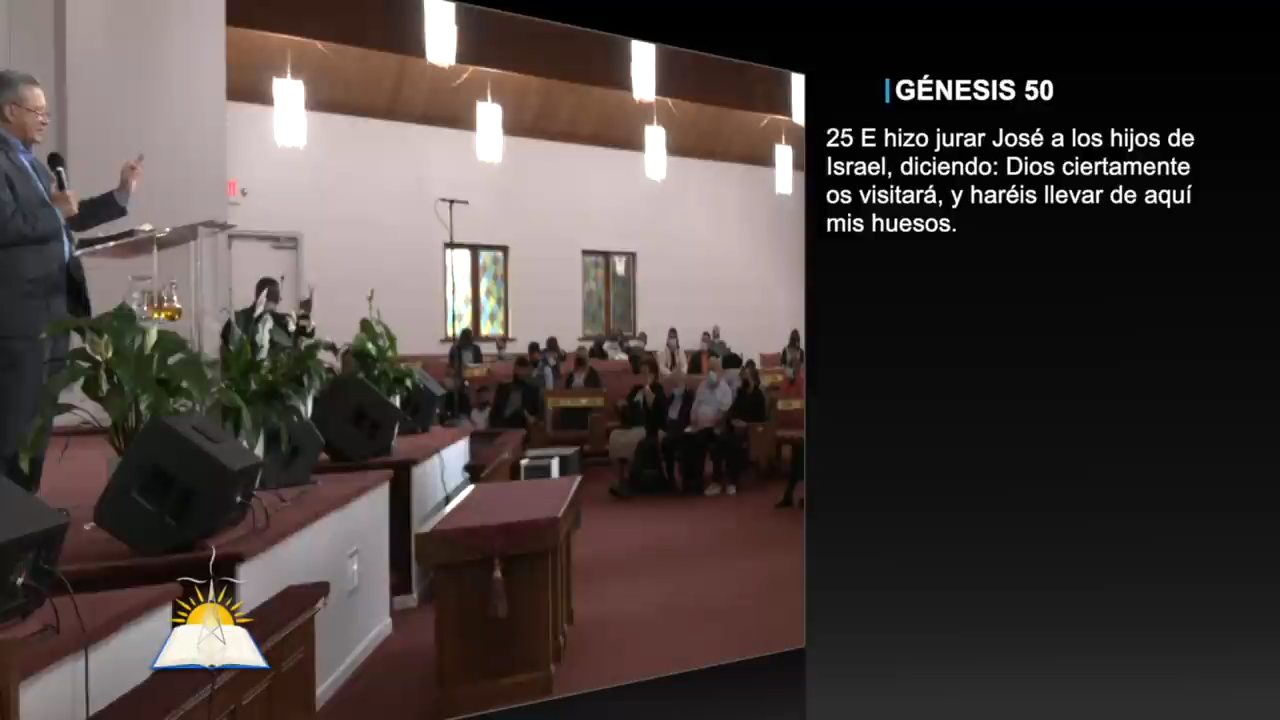 GÉNESIS 50
25 E hizo jurar José a los hijos de
Israel, diciendo: Dios ciertamente
os visitará, y haréis llevar de aquí
mis huesos.